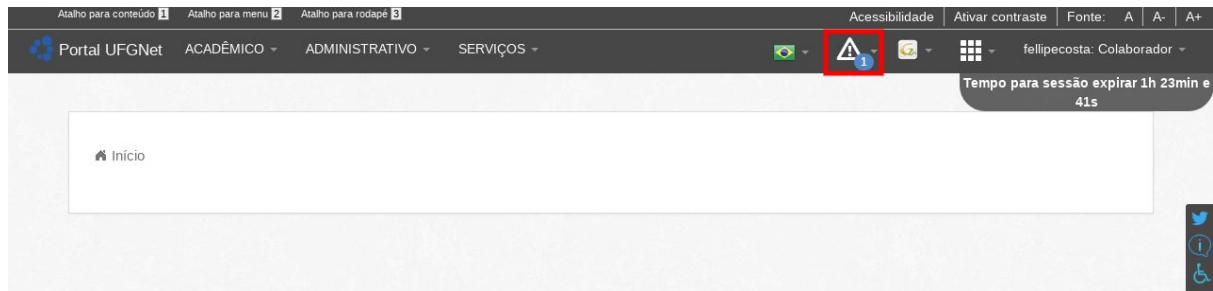 Atalho para conteúdo 1 Atalho para menu 2 Atalho para rodapé 3 Acessibilidade Ativar contraste Fonte: A A- A+
Portal UFGNet ACADÊMICO ADMINISTRATIVO SERVIÇOS 1 fellipecosta: Colaborador
Tempo para sessão expirar 1h 23min e
41s
Início